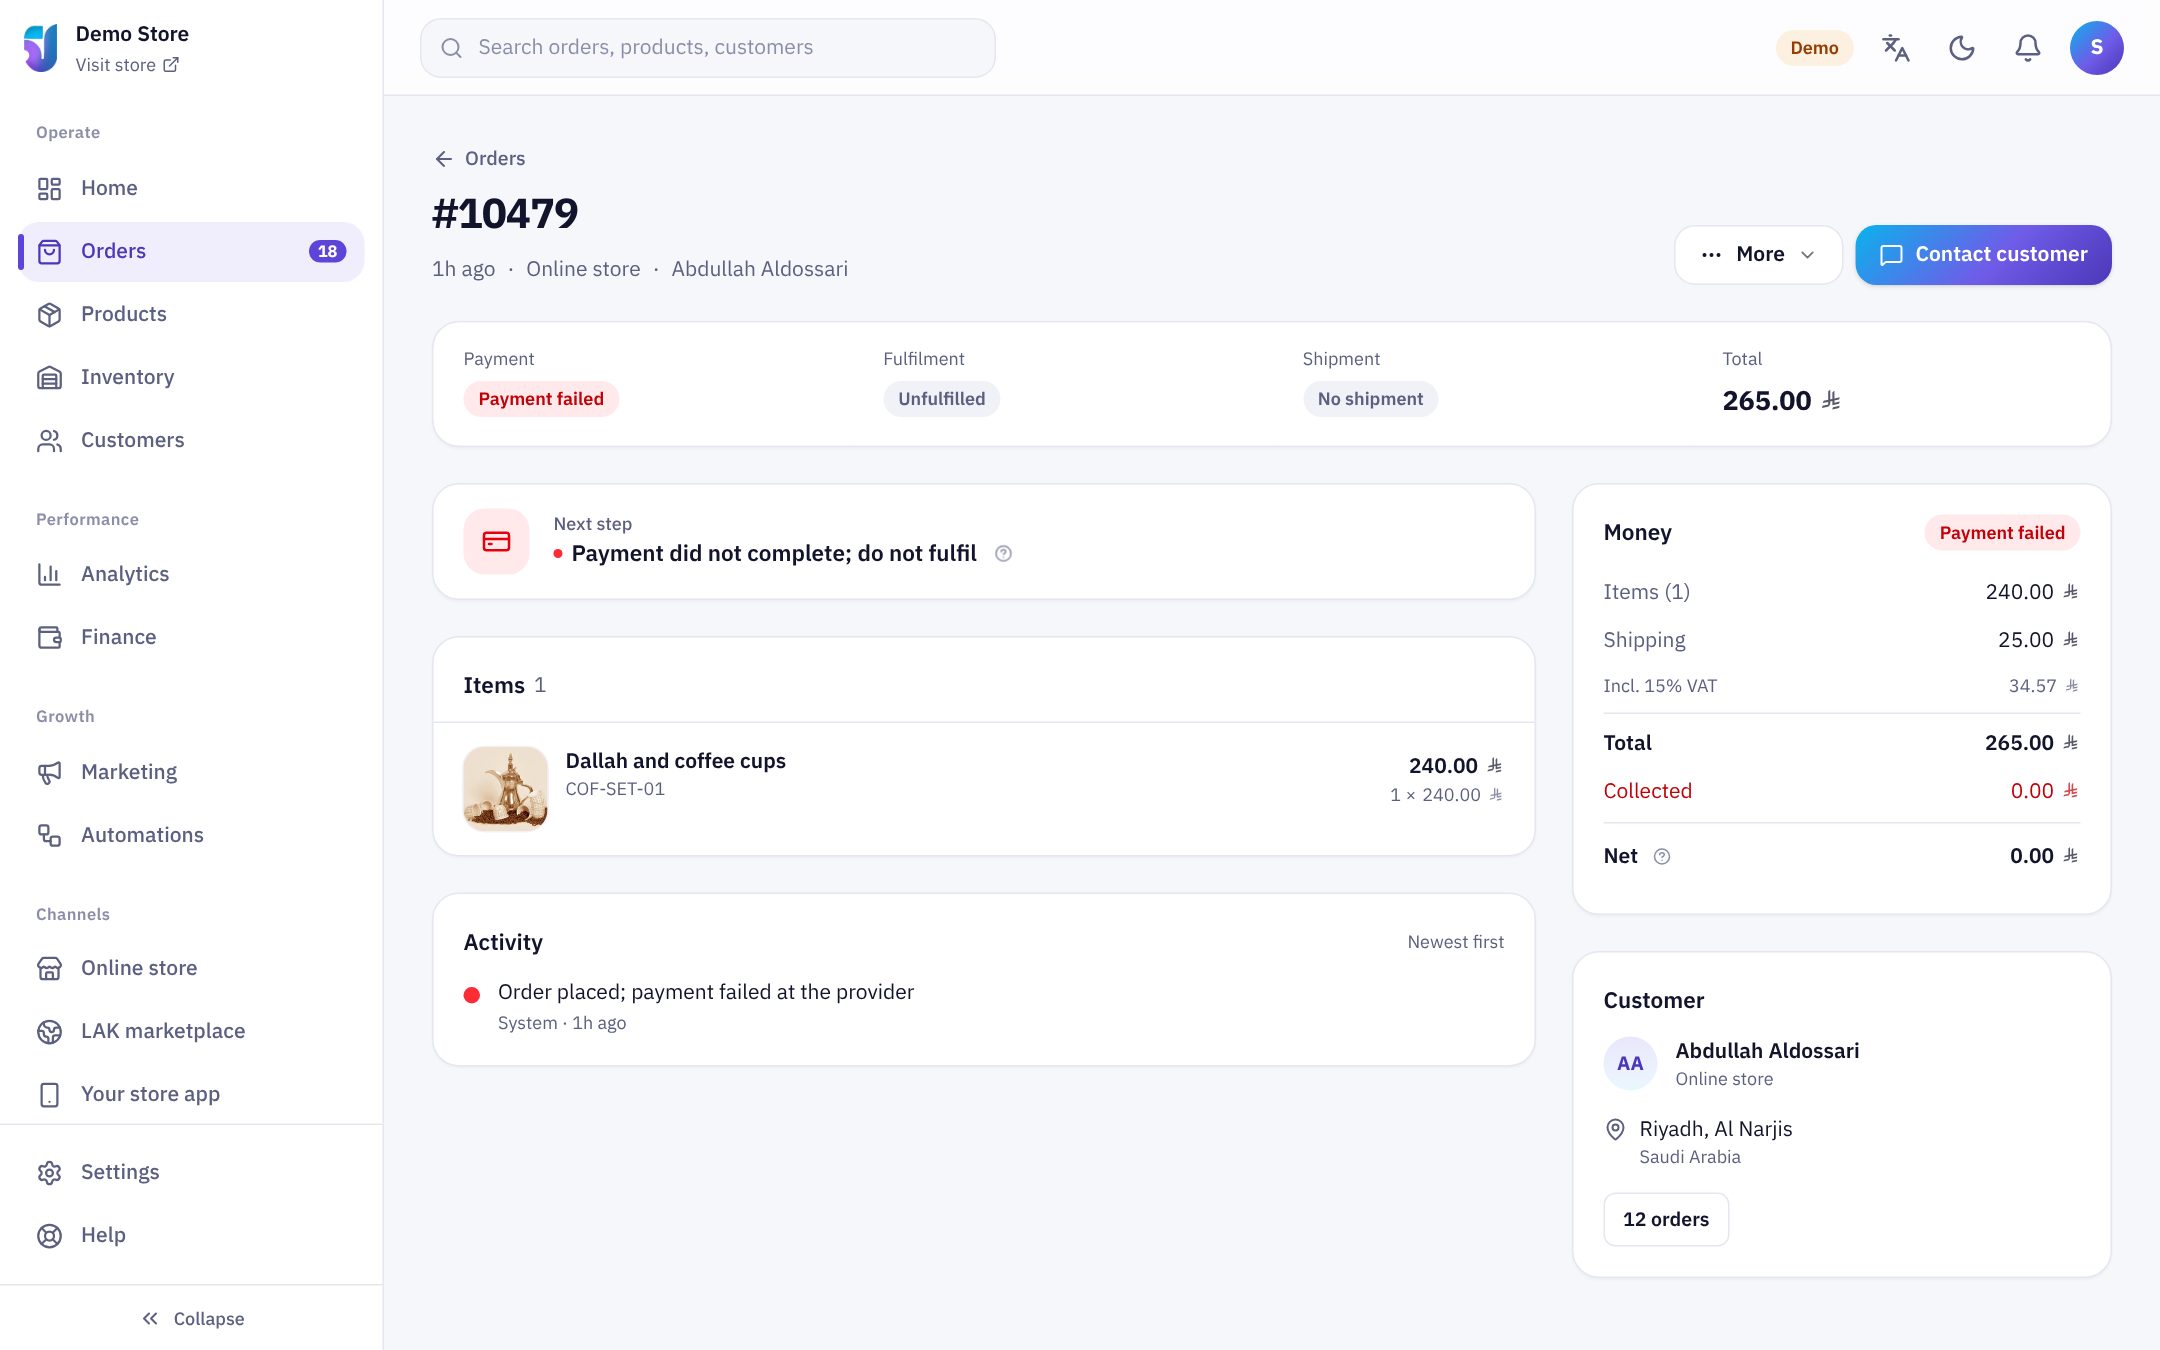 Demo Store
Visit store
Operate
Home
Orders 18
Products
Inventory
Customers
Performance
Analytics
Finance
Growth
Marketing
Automations
Channels
Online store
LAK marketplace
Your store app
Settings
Help
Collapse
Search orders, products, customers
Demo
S
Orders
#10479
1h ago · Online store · Abdullah Aldossari
More
Contact customer
Payment
Payment failed
Fulfilment
Unfulfilled
Shipment
No shipment
Total
265.00
Next step
Payment did not complete; do not fulfil
Items 1
Dallah and coffee cups
COF-SET-01
240.00
1 × 240.00
Activity
Newest first
Order placed; payment failed at the provider
System · 1h ago
Money
Payment failed
Items (1) 240.00
Shipping 25.00
Incl. 15% VAT 34.57
Total 265.00
Collected 0.00
Net 0.00
Customer
AA
Abdullah Aldossari
Online store
Riyadh, Al Narjis
Saudi Arabia
12 orders